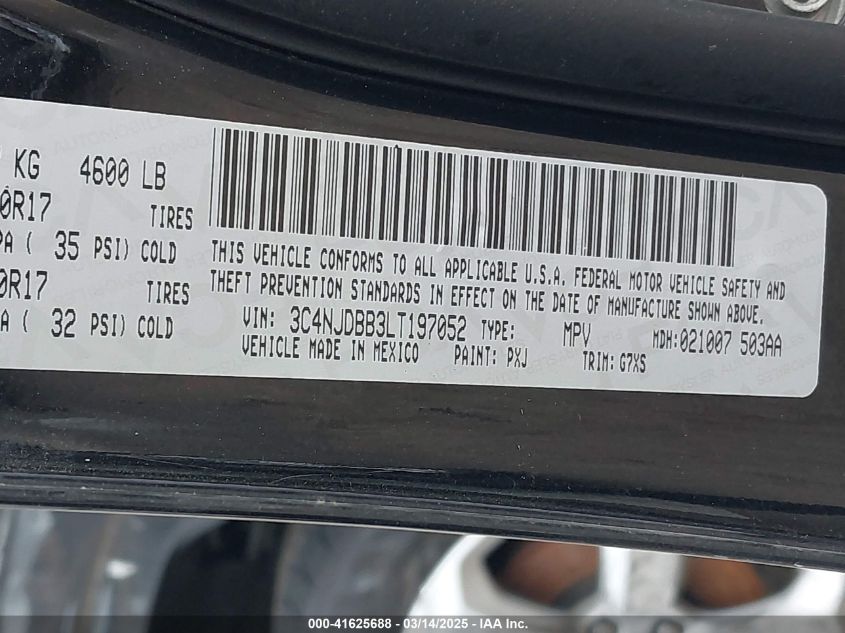 KG 4600 LB
0R17 TIRES
PA ( 35 PSI) COLD
0R17 TIRES
A ( 32 PSI) COLD
THIS VEHICLE CONFORMS TO ALL APPLICABLE U.S.A. FEDERAL MOTOR VEHICLE SAFETY AND
THEFT PREVENTION STANDARDS IN EFFECT ON THE DATE OF MANUFACTURE SHOWN ABOVE.
VIN: 3C4NJDBB3LT197052 TYPE: MPV MDH:021007 503AA
VEHICLE MADE IN MEXICO PAINT: PXJ TRIM: G7XS
000-41625688 - 03/14/2025 - IAA Inc.